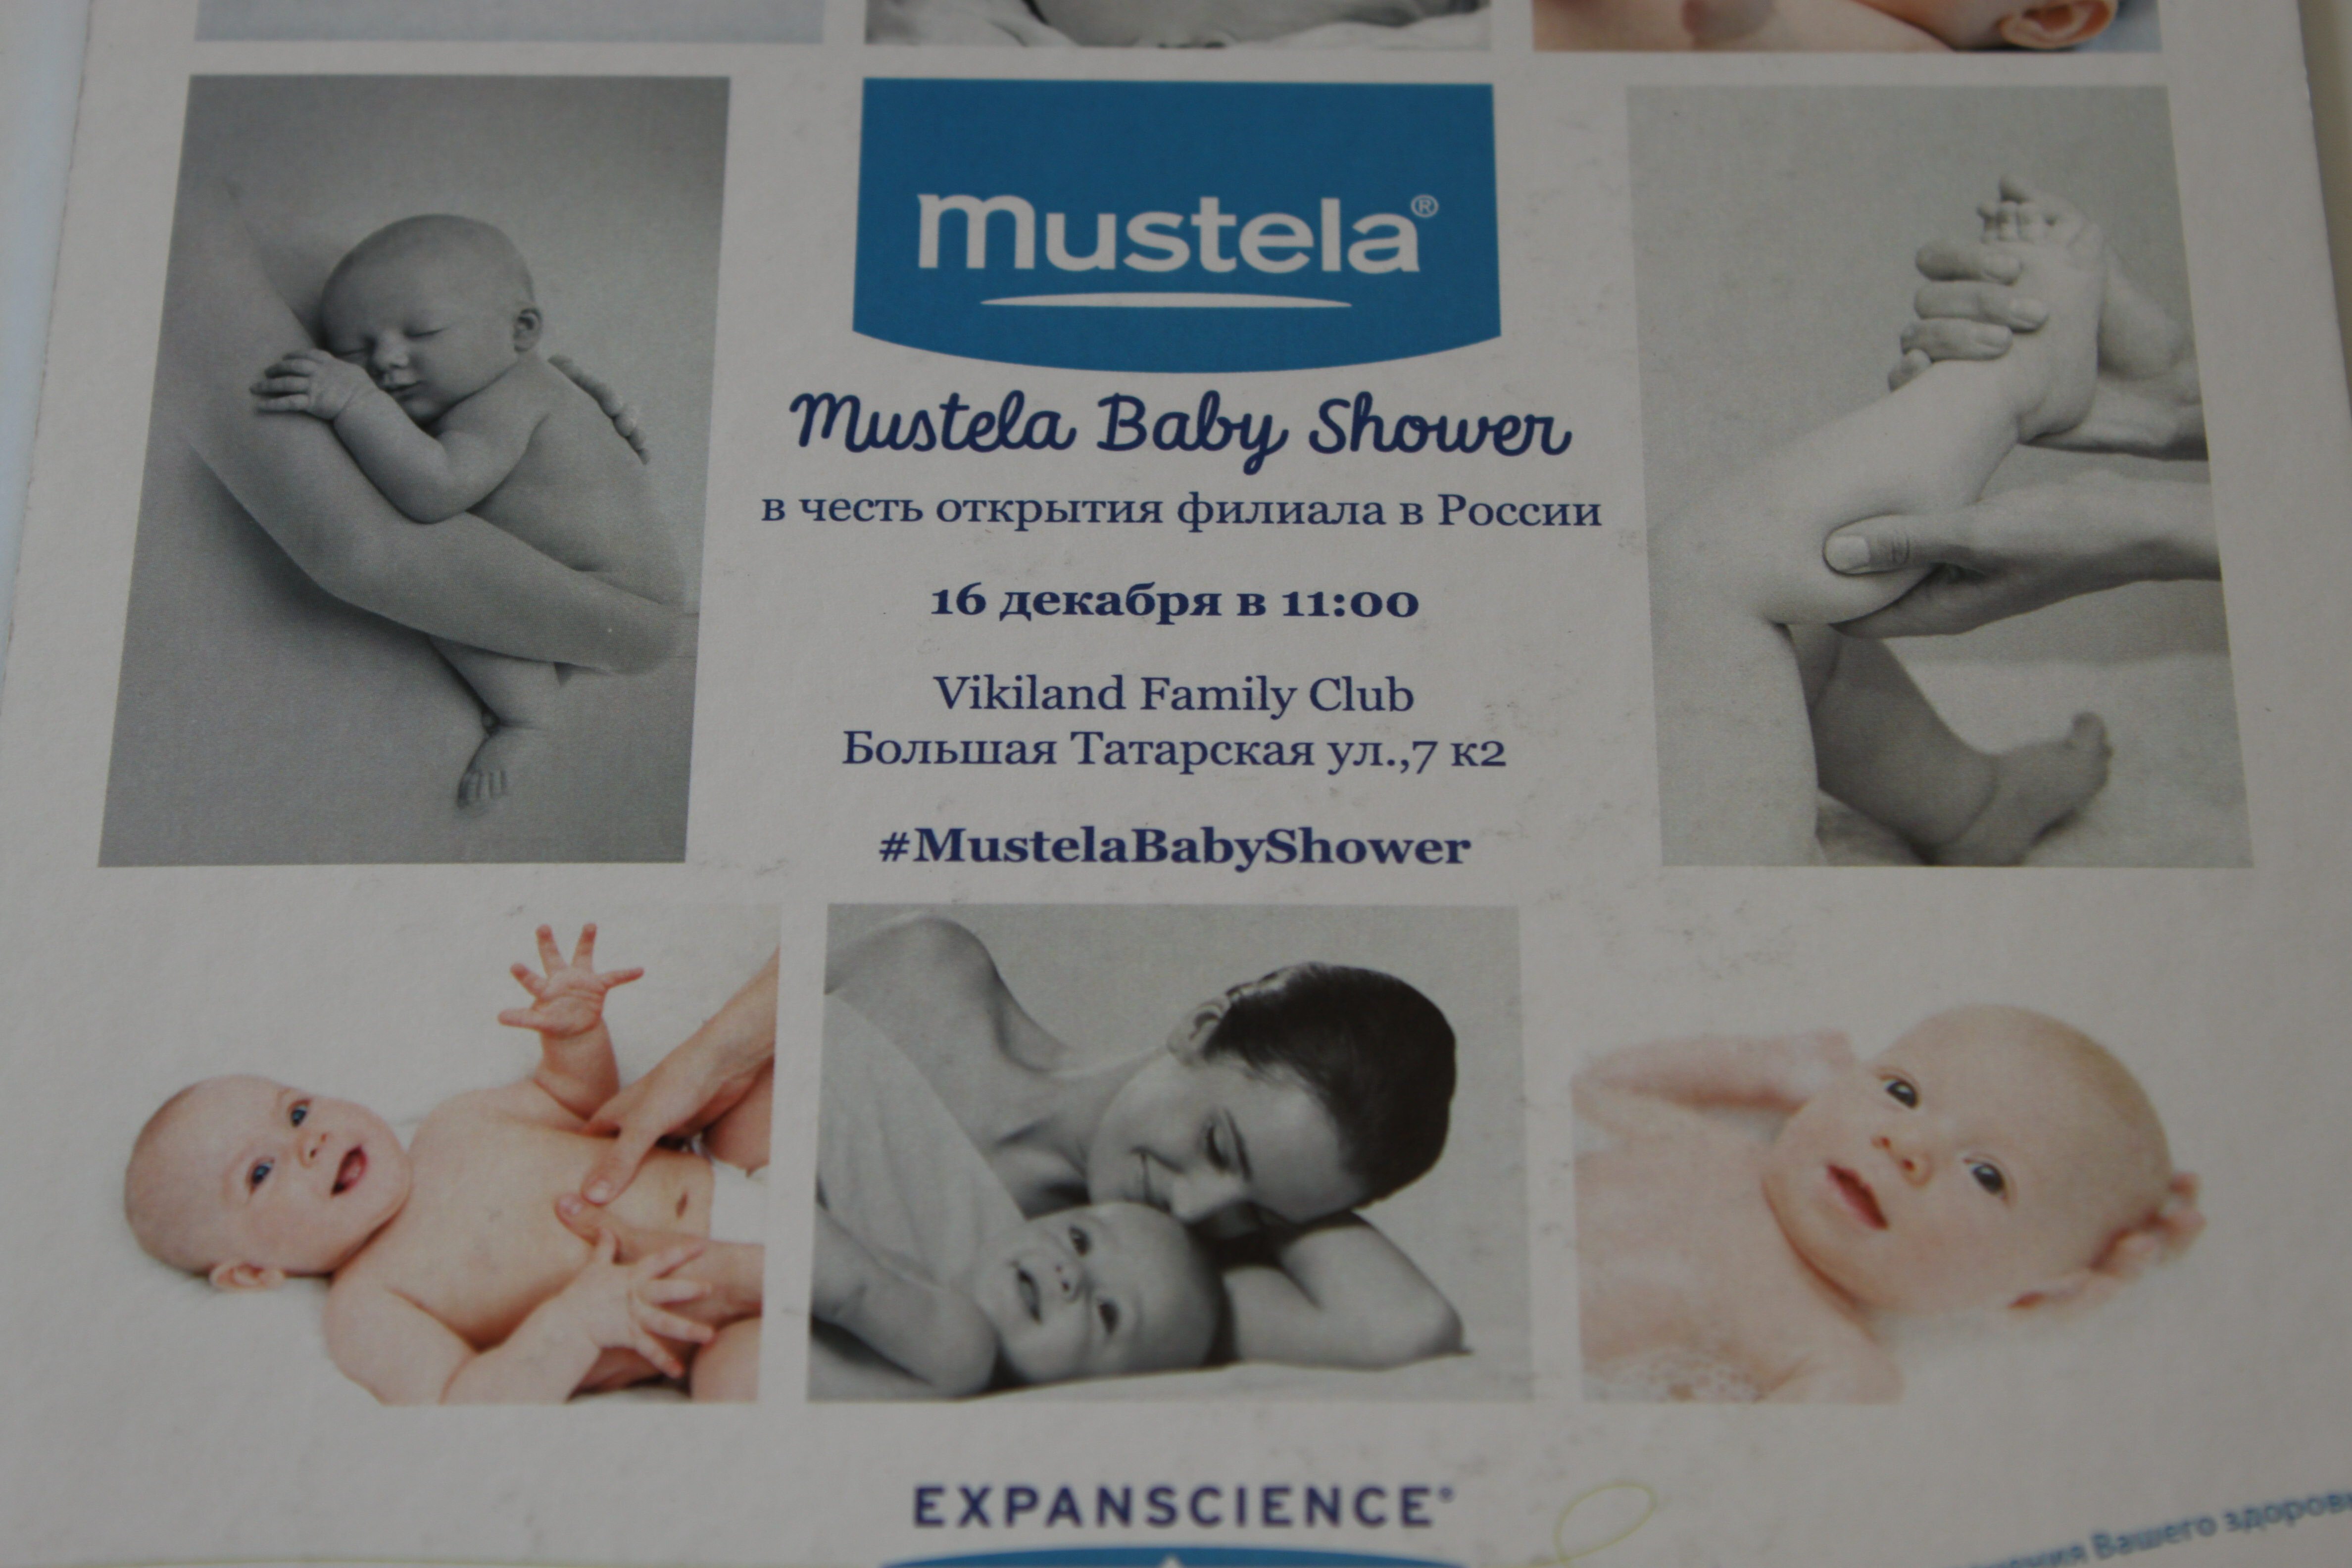 mustela®
Mustela Baby Shower
в честь открытия филиала в России
16 декабря в 11:00
Vikiland Family Club
Большая Татарская ул.,7 к2
#MustelaBabyShower
EXPANSCIENCE®
Вашего